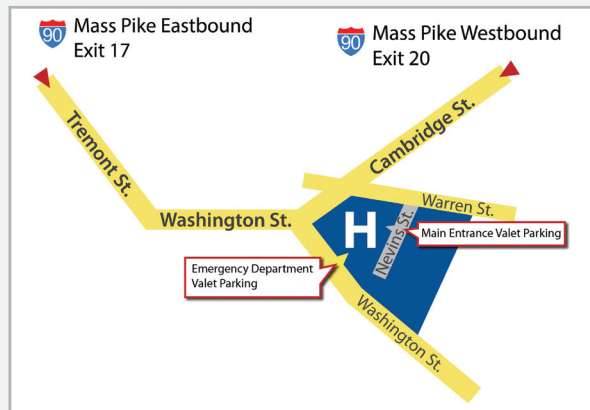 90
Mass Pike Eastbound
Exit 17
90
Mass Pike Westbound
Exit 20
Tremont St.
Cambridge St.
Warren St.
Washington St.
H
Nevins St.
Main Entrance Valet Parking
Emergency Department
Valet Parking
Washington St.